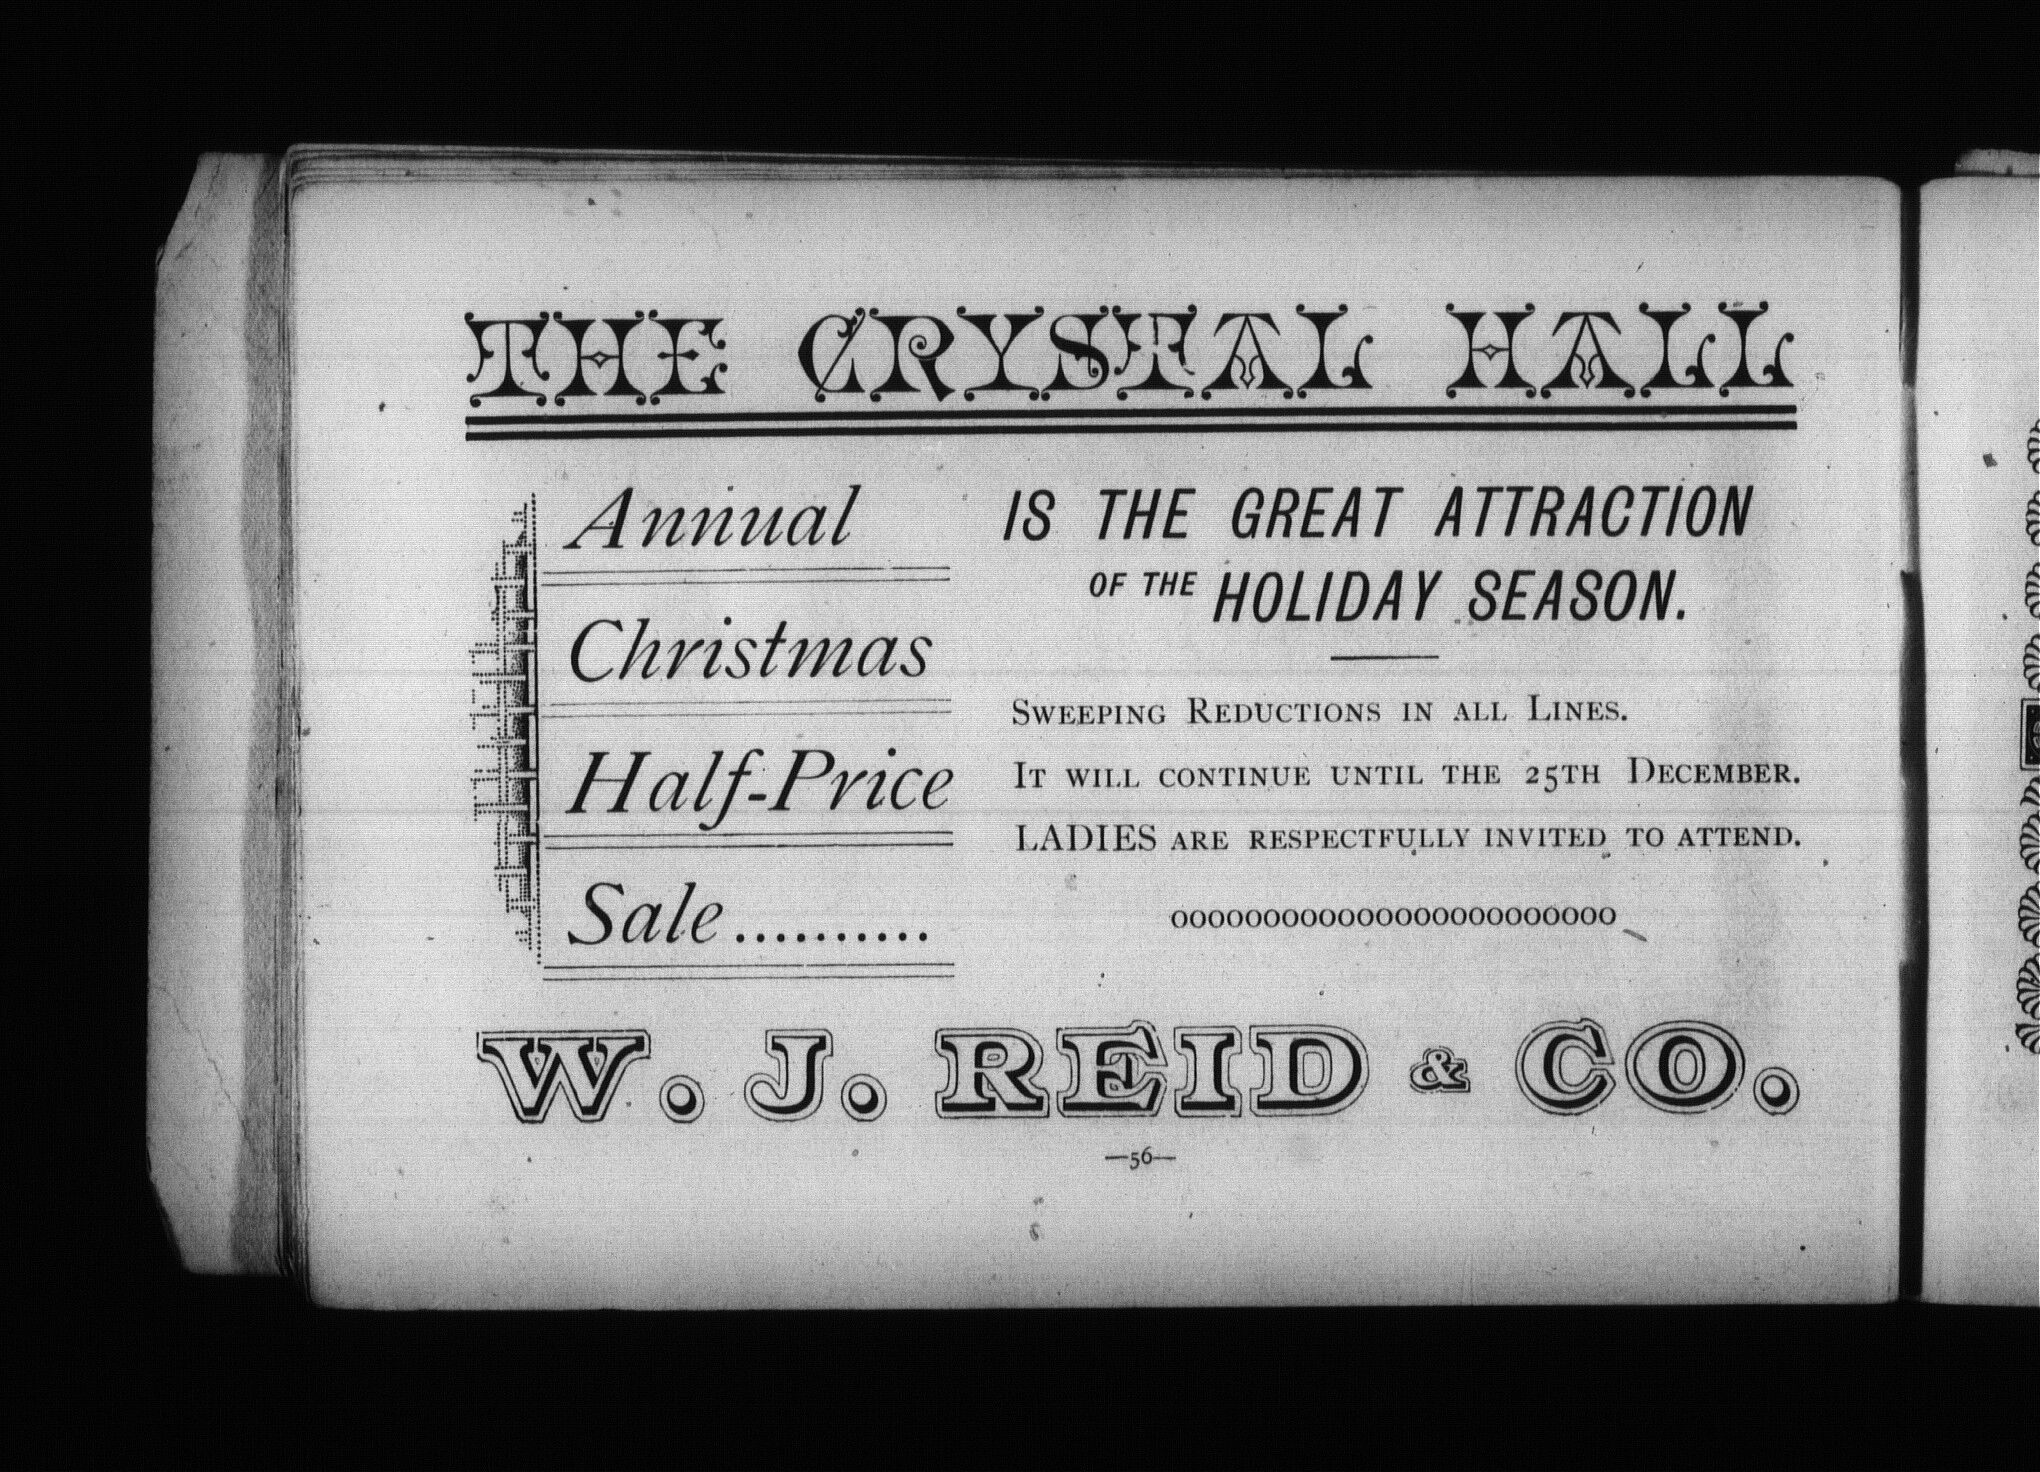 THE CRYSTAL HALL
Annual
Christmas
Half-Price
Sale..........
IS THE GREAT ATTRACTION
OF THE HOLIDAY SEASON.
SWEEPING REDUCTIONS IN ALL LINES.
IT WILL CONTINUE UNTIL THE 25TH DECEMBER.
LADIES ARE RESPECTFULLY INVITED TO ATTEND.
oooooooooooooooooooooooo
W. J. REID & CO.
—56—